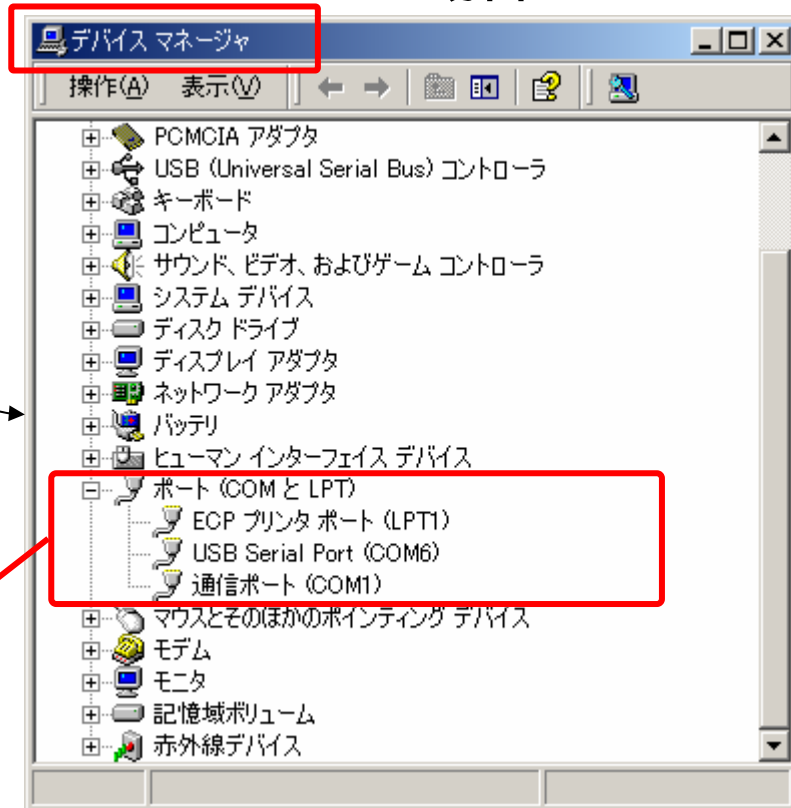 デバイス マネージャ
操作(A) 表示(V)
PCMCIA アダプタ
USB (Universal Serial Bus) コントローラ
キーボード
コンピュータ
サウンド、ビデオ、およびゲーム コントローラ
システム デバイス
ディスク ドライブ
ディスプレイ アダプタ
ネットワーク アダプタ
バッテリ
ヒューマン インターフェイス デバイス
ポート (COM と LPT)
ECP プリンタ ポート (LPT1)
USB Serial Port (COM6)
通信ポート (COM1)
マウスとそのほかのポインティング デバイス
モデム
モニタ
記憶域ボリューム
赤外線デバイス